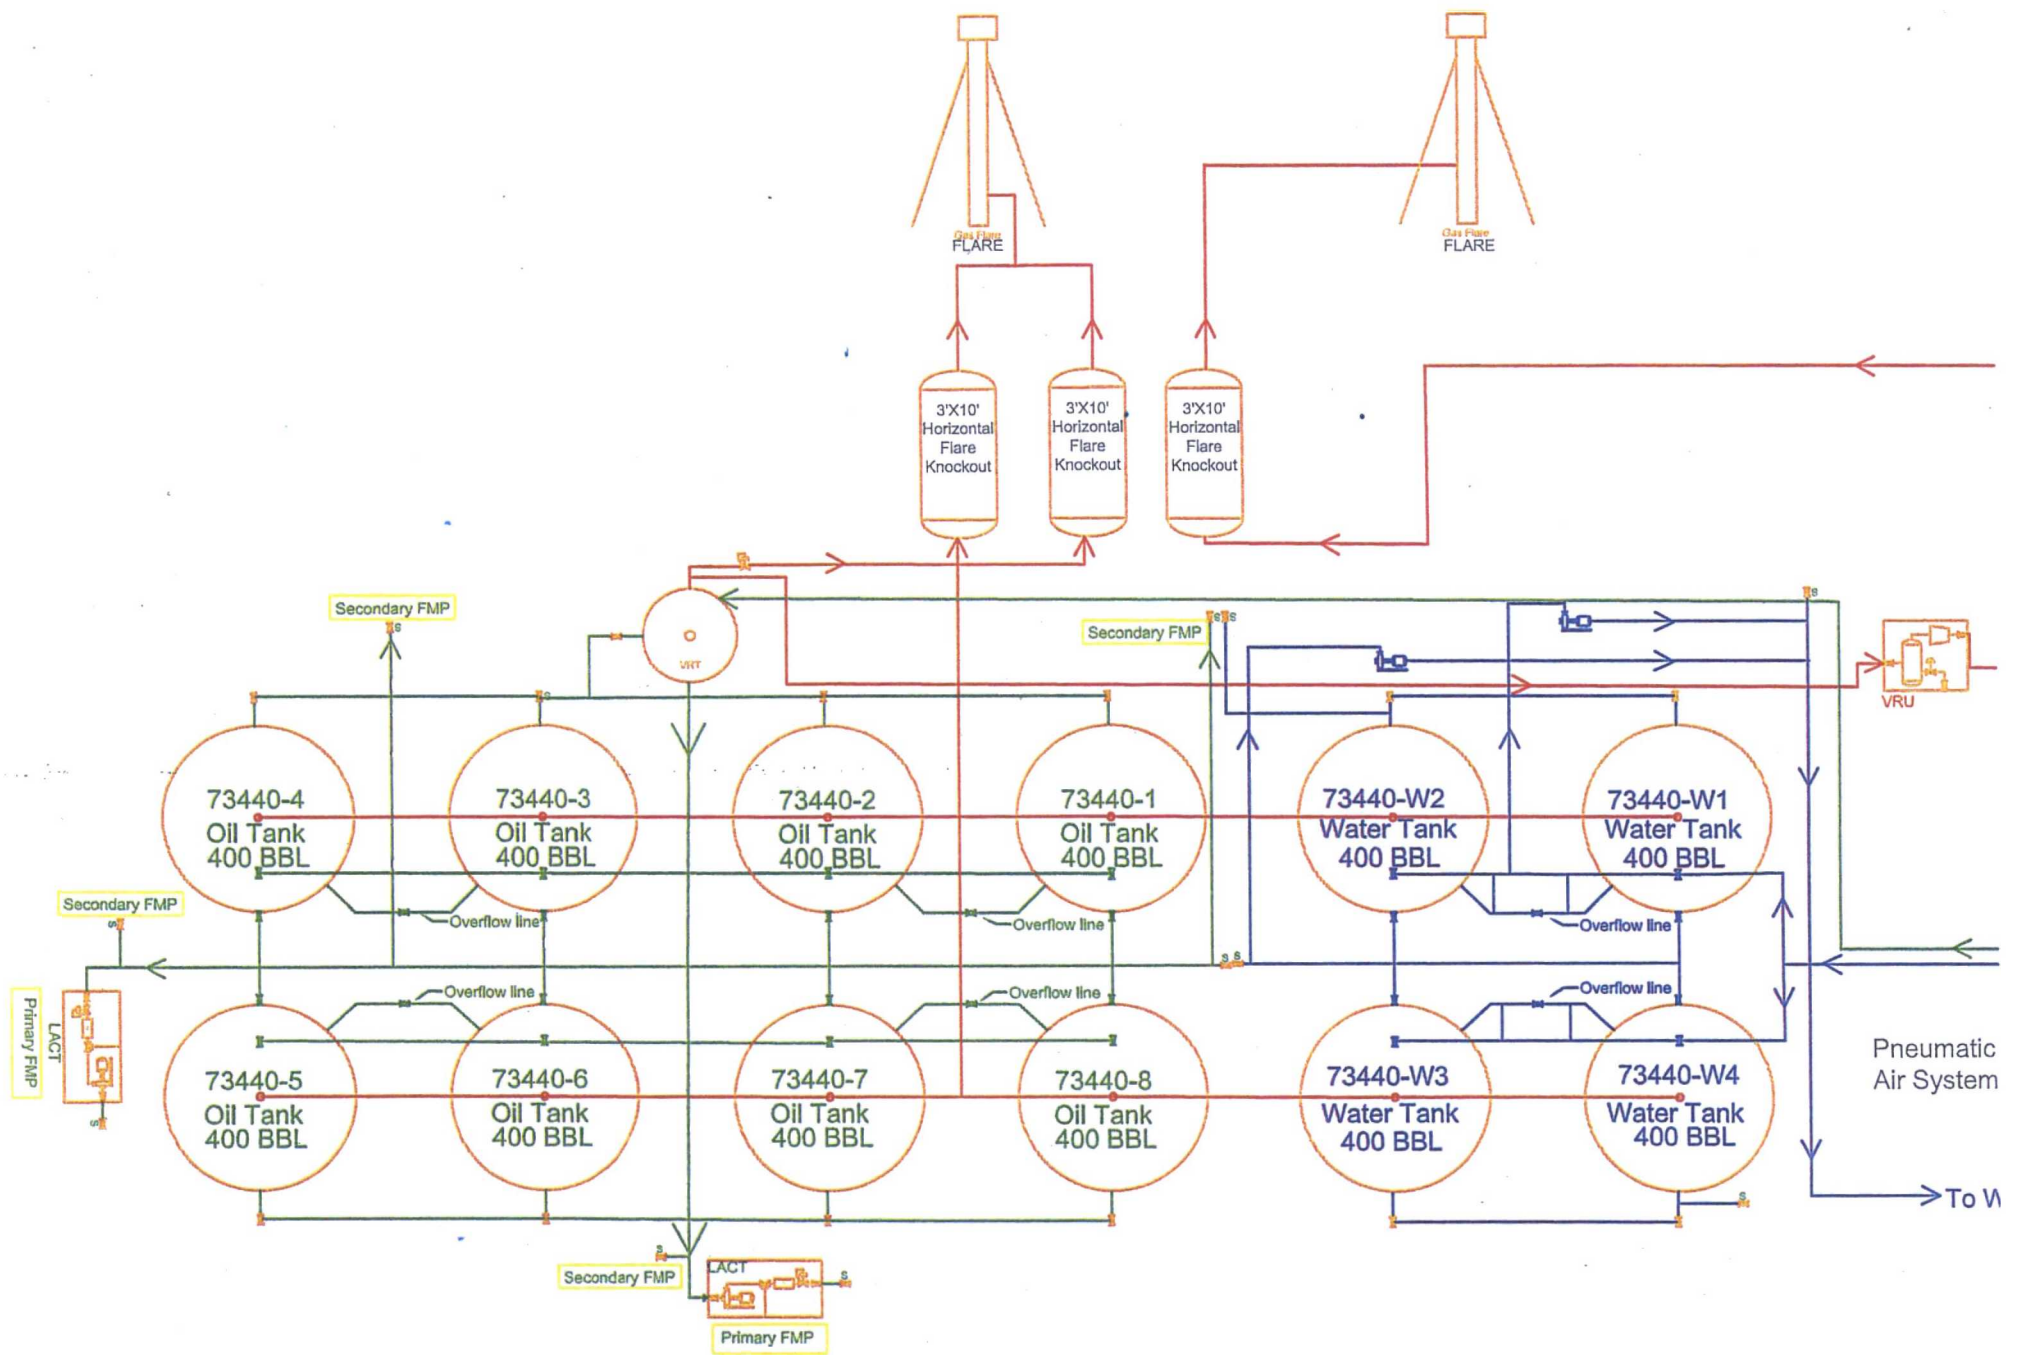 Gas Flare
FLARE
Gas Flare
FLARE
3'X10'
Horizontal
Flare
Knockout
3'X10'
Horizontal
Flare
Knockout
3'X10'
Horizontal
Flare
Knockout
Secondary FMP
S
VRT
Secondary FMP
S
S
S
VRU
S
73440-4
Oil Tank
400 BBL
73440-3
Oil Tank
400 BBL
73440-2
Oil Tank
400 BBL
73440-1
Oil Tank
400 BBL
73440-W2
Water Tank
400 BBL
73440-W1
Water Tank
400 BBL
Secondary FMP
S
Overflow line
Overflow line
Overflow line
S
S
Overflow line
Overflow line
Overflow line
Primary FMP
LACT
S
73440-5
Oil Tank
400 BBL
73440-6
Oil Tank
400 BBL
73440-7
Oil Tank
400 BBL
73440-8
Oil Tank
400 BBL
73440-W3
Water Tank
400 BBL
73440-W4
Water Tank
400 BBL
Pneumatic
Air System
To W
S
S
Secondary FMP
LACT
S
Primary FMP